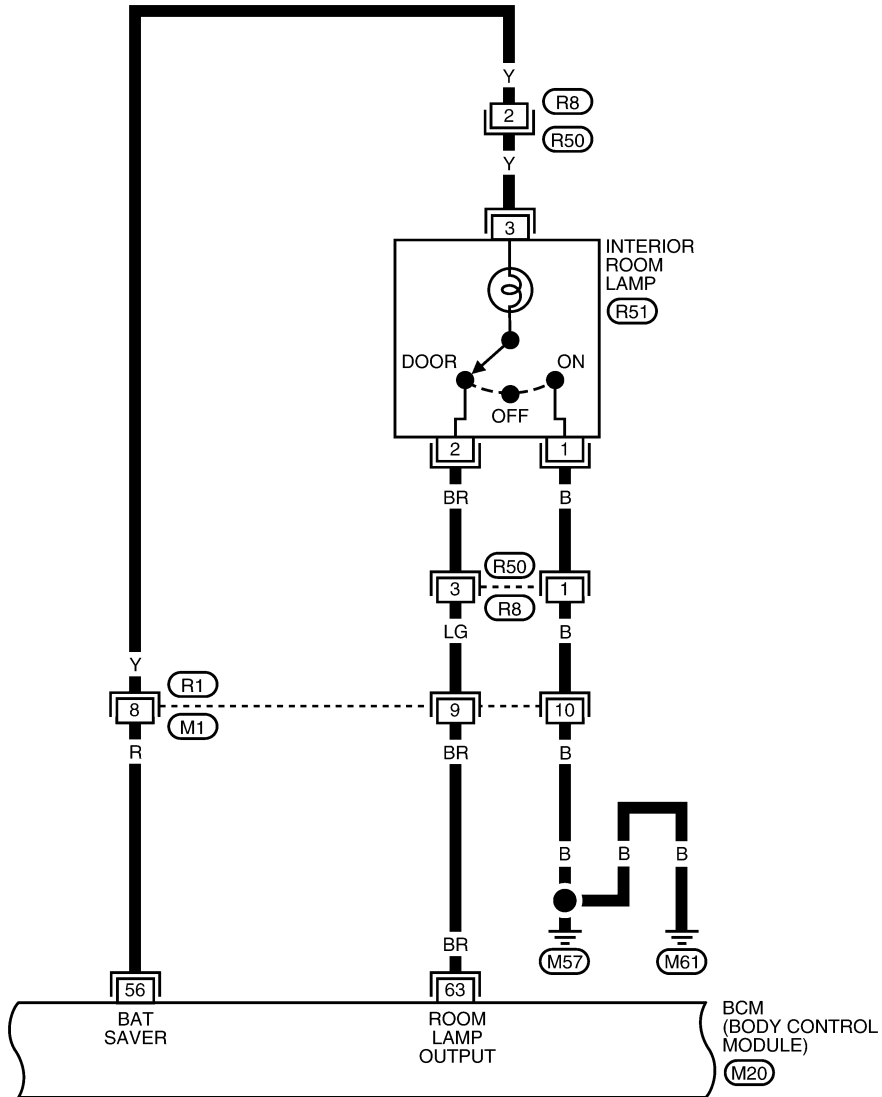 Y
R8
2
R50
Y
3
INTERIOR
ROOM
LAMP
R51
DOOR
ON
OFF
2
1
BR
B
R50
3
1
R8
LG
B
Y
R1
8
9
10
M1
R
BR
B
B
B
B
BR
M57
M61
56
63
BAT
SAVER
ROOM
LAMP
OUTPUT
BCM
(BODY CONTROL
MODULE)
M20